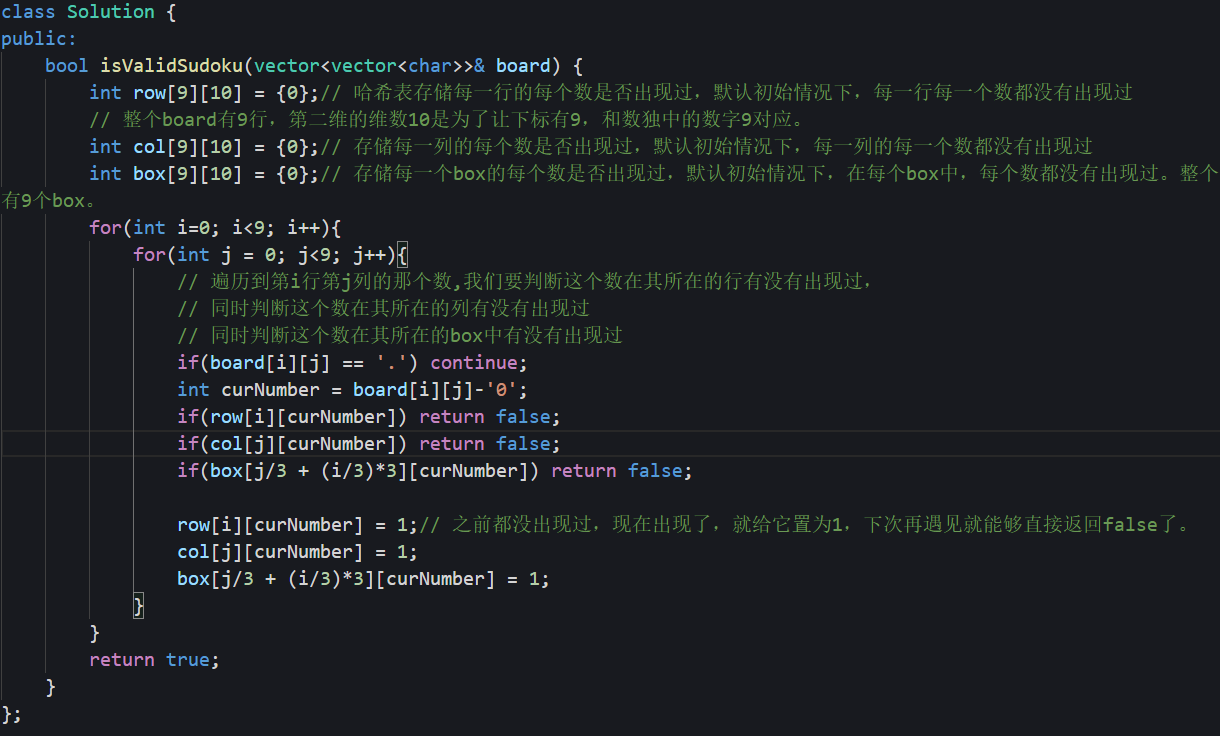 class Solution {
public:
    bool isValidSudoku(vector<vector<char>>& board) {
        int row[9][10] = {0};// 哈希表存储每一行的每个数是否出现过，默认初始情况下，每一行每一个数都没有出现过
        // 整个board有9行，第二维的维数10是为了让下标有9，和数独中的数字9对应。
        int col[9][10] = {0};// 存储每一列的每个数是否出现过，默认初始情况下，每一列的每一个数都没有出现过
        int box[9][10] = {0};// 存储每一个box的每个数是否出现过，默认初始情况下，在每个box中，每个数都没有出现过。整个
有9个box。
        for(int i=0; i<9; i++){
            for(int j = 0; j<9; j++){
                // 遍历到第i行第j列的那个数,我们要判断这个数在其所在的行有没有出现过，
                // 同时判断这个数在其所在的列有没有出现过
                // 同时判断这个数在其所在的box中有没有出现过
                if(board[i][j] == '.') continue;
                int curNumber = board[i][j]-'0';
                if(row[i][curNumber]) return false;
                if(col[j][curNumber]) return false;
                if(box[j/3 + (i/3)*3][curNumber]) return false;

                row[i][curNumber] = 1;// 之前都没出现过，现在出现了，就给它置为1，下次再遇见就能够直接返回false了。
                col[j][curNumber] = 1;
                box[j/3 + (i/3)*3][curNumber] = 1;
            }
        }
        return true;
    }
};